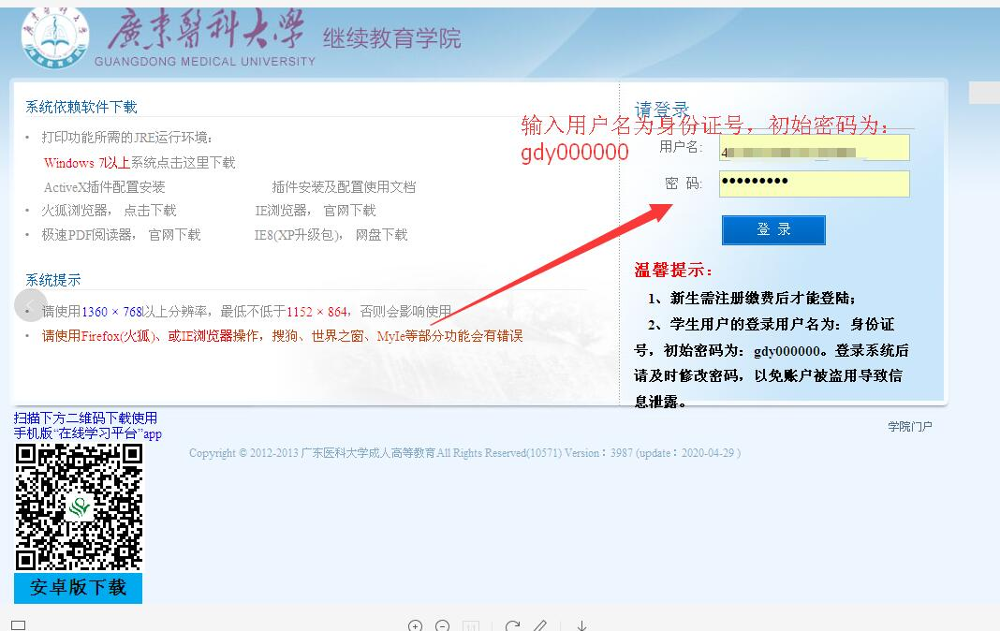 廣東醫科大學 继续教育学院
GUANGDONG MEDICAL UNIVERSITY
系统依赖软件下载
• 打印功能所需的JRE运行环境:
Windows 7以上系统点击这里下载
ActiveX插件配置安装 插件安装及配置使用文档
• 火狐浏览器， 点击下载 IE浏览器， 官网下载
• 极速PDF阅读器， 官网下载 IE8(XP升级包)， 网盘下载
系统提示
• 请使用1360 × 768以上分辨率，最低不低于1152 × 864，否则会影响使用
• 请使用Firefox(火狐)、或IE浏览器操作，搜狗、世界之窗、MyIe等部分功能会有错误
请登录
输入用户名为身份证号，初始密码为：
gdy000000
用户名: 4
密 码: •••••••••
登 录
温馨提示：
1、新生需注册缴费后才能登陆；
2、学生用户的登录用户名为：身份证
号，初始密码为：gdy000000。登录系统后
请及时修改密码，以免账户被盗用导致信
息泄露。
学院门户
扫描下方二维码下载使用
手机版“在线学习平台”app
安卓版下载
Copyright © 2012-2013 广东医科大学成人高等教育All Rights Reserved(10571) Version：3987 (update：2020-04-29 )
1:1